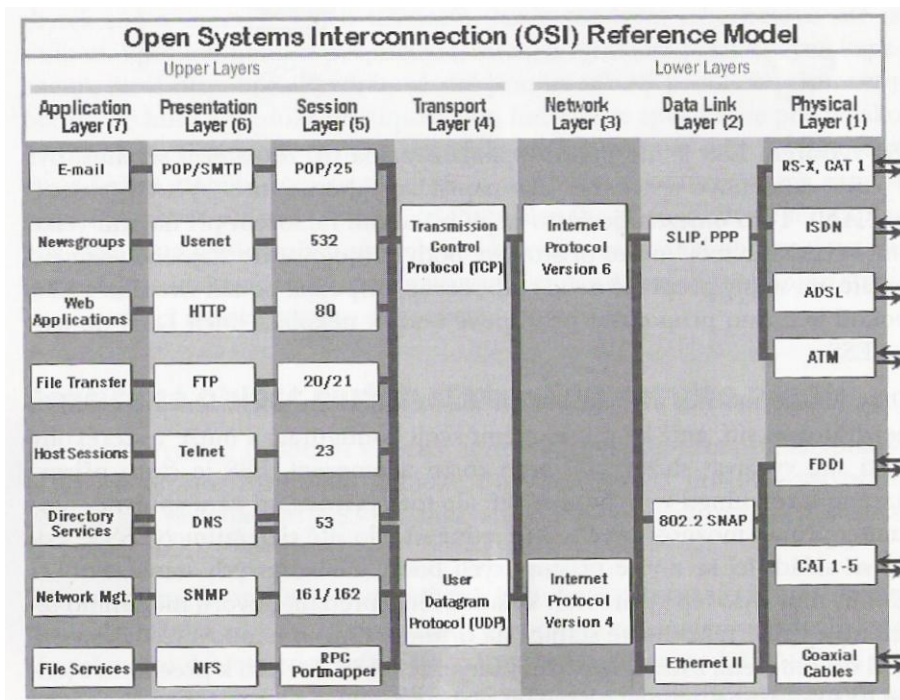 Open Systems Interconnection (OSI) Reference Model
Upper Layers
Lower Layers
Application Layer (7)
Presentation Layer (6)
Session Layer (5)
Transport Layer (4)
Network Layer (3)
Data Link Layer (2)
Physical Layer (1)
E-mail
POP/SMTP
POP/25
Newsgroups
Usenet
532
Web Applications
HTTP
80
File Transfer
FTP
20/21
Host Sessions
Telnet
23
Directory Services
DNS
53
Network Mgt.
SNMP
161/162
File Services
NFS
RPC Portmapper
Transmission Control Protocol (TCP)
User Datagram Protocol (UDP)
Internet Protocol Version 6
Internet Protocol Version 4
SLIP, PPP
802.2 SNAP
Ethernet II
RS-X, CAT 1
ISDN
ADSL
ATM
FDDI
CAT 1-5
Coaxial Cables